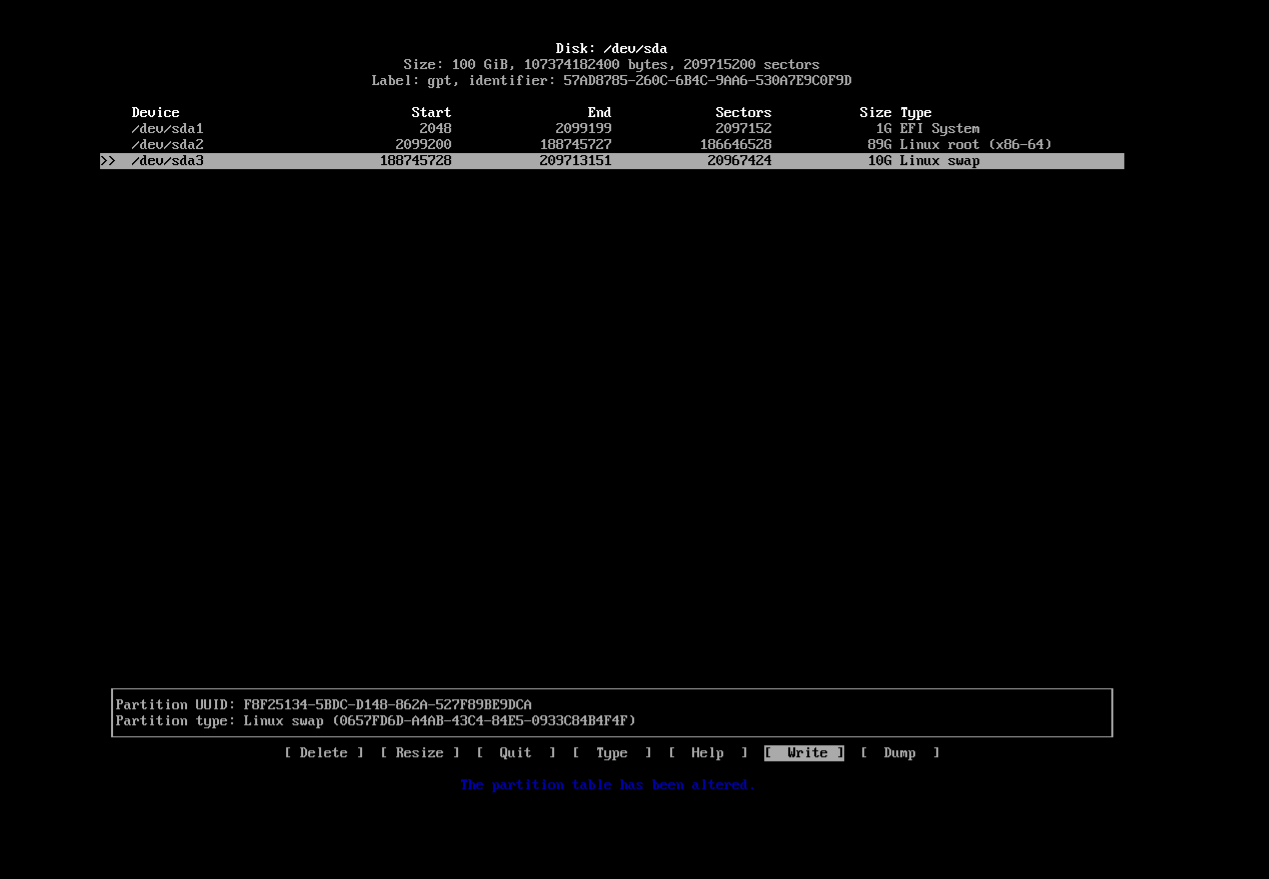 Disk: /dev/sda
Size: 100 GiB, 107374182400 bytes, 209715200 sectors
Label: gpt, identifier: 57AD8785-260C-6B4C-9AA6-530A7E9C0F9D
Device Start End Sectors Size Type
/dev/sda1 2048 2099199 2097152 1G EFI System
/dev/sda2 2099200 188745727 186646528 89G Linux root (x86-64)
>> /dev/sda3 188745728 209713151 20967424 10G Linux swap
Partition UUID: F8F25134-5BDC-D148-862A-527F89BE9DCA
Partition type: Linux swap (0657FD6D-A4AB-43C4-84E5-0933C84B4F4F)
[ Delete ] [ Resize ] [ Quit ] [ Type ] [ Help ] [ Write ] [ Dump ]
The partition table has been altered.